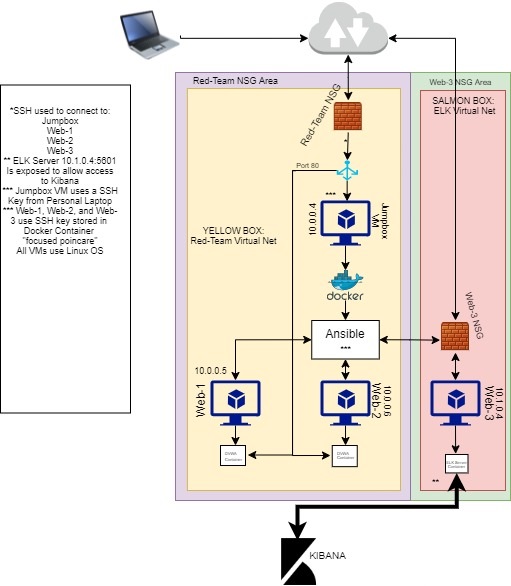 Red-Team NSG Area
Web-3 NSG Area
SALMON BOX:
ELK Virtual Net
Red-Team NSG
*
Port 80
*SSH used to connect to:
Jumpbox
Web-1
Web-2
Web-3
** ELK Server 10.1.0.4:5601
Is exposed to allow access
to Kibana
*** Jumpbox VM uses a SSH
Key from Personal Laptop
*** Web-1, Web-2, and Web-
3 use SSH key stored in
Docker Container
"focused poincare"
All VMs use Linux OS
***
10.0.0.4
Jumpbox
VM
YELLOW BOX:
Red-Team Virtual Net
docker
Ansible
***
Web-3 NSG
10.0.0.5
Web-1
Web-2
10.0.0.6
Web-3
10.1.0.4
DVWA
Container
DVWA
Container
ELK Server
Container
**
KIBANA